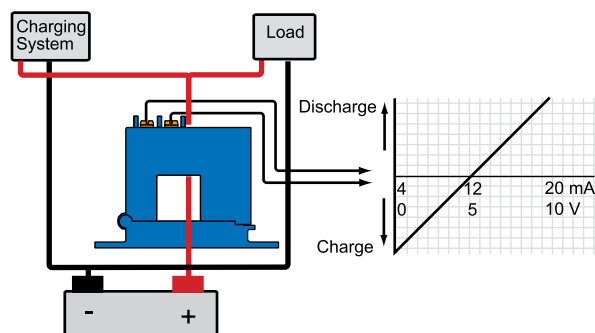 Charging
System
Load
Discharge
4 12 20 mA
0 5 10 V
Charge
- +